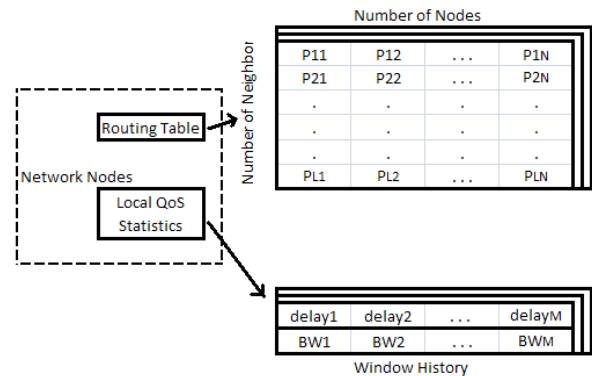 Number of Nodes
Number of Neighbor
P11 P12 ... P1N
P21 P22 ... P2N
. . . .
. . . .
. . . .
PL1 PL2 ... PLN
Routing Table
Network Nodes
Local QoS
Statistics
delay1 delay2 ... delayM
BW1 BW2 ... BWM
Window History